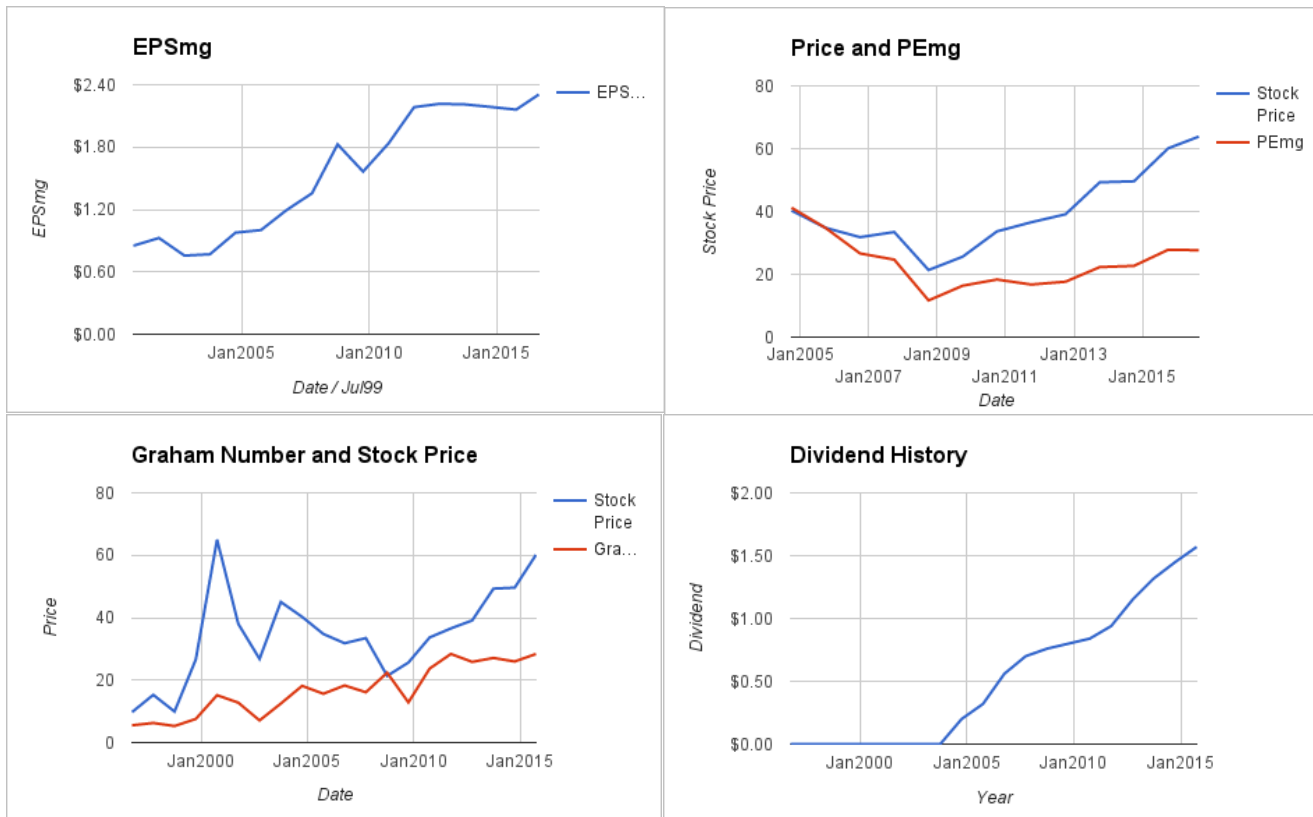 EPSmg
$2.40
$1.80
$1.20
$0.60
$0.00
EPSmg
EPS...
Jan2005
Jan2010
Jan2015
Date / Jul99
Price and PEmg
80
60
40
20
0
Stock Price
Stock
Price
PEmg
Jan2005
Jan2009
Jan2013
Jan2007
Jan2011
Jan2015
Date
Graham Number and Stock Price
80
60
40
20
0
Price
Stock
Price
Gra...
Jan2000
Jan2005
Jan2010
Jan2015
Date
Dividend History
$2.00
$1.50
$1.00
$0.50
$0.00
Dividend
Jan2000
Jan2005
Jan2010
Jan2015
Year